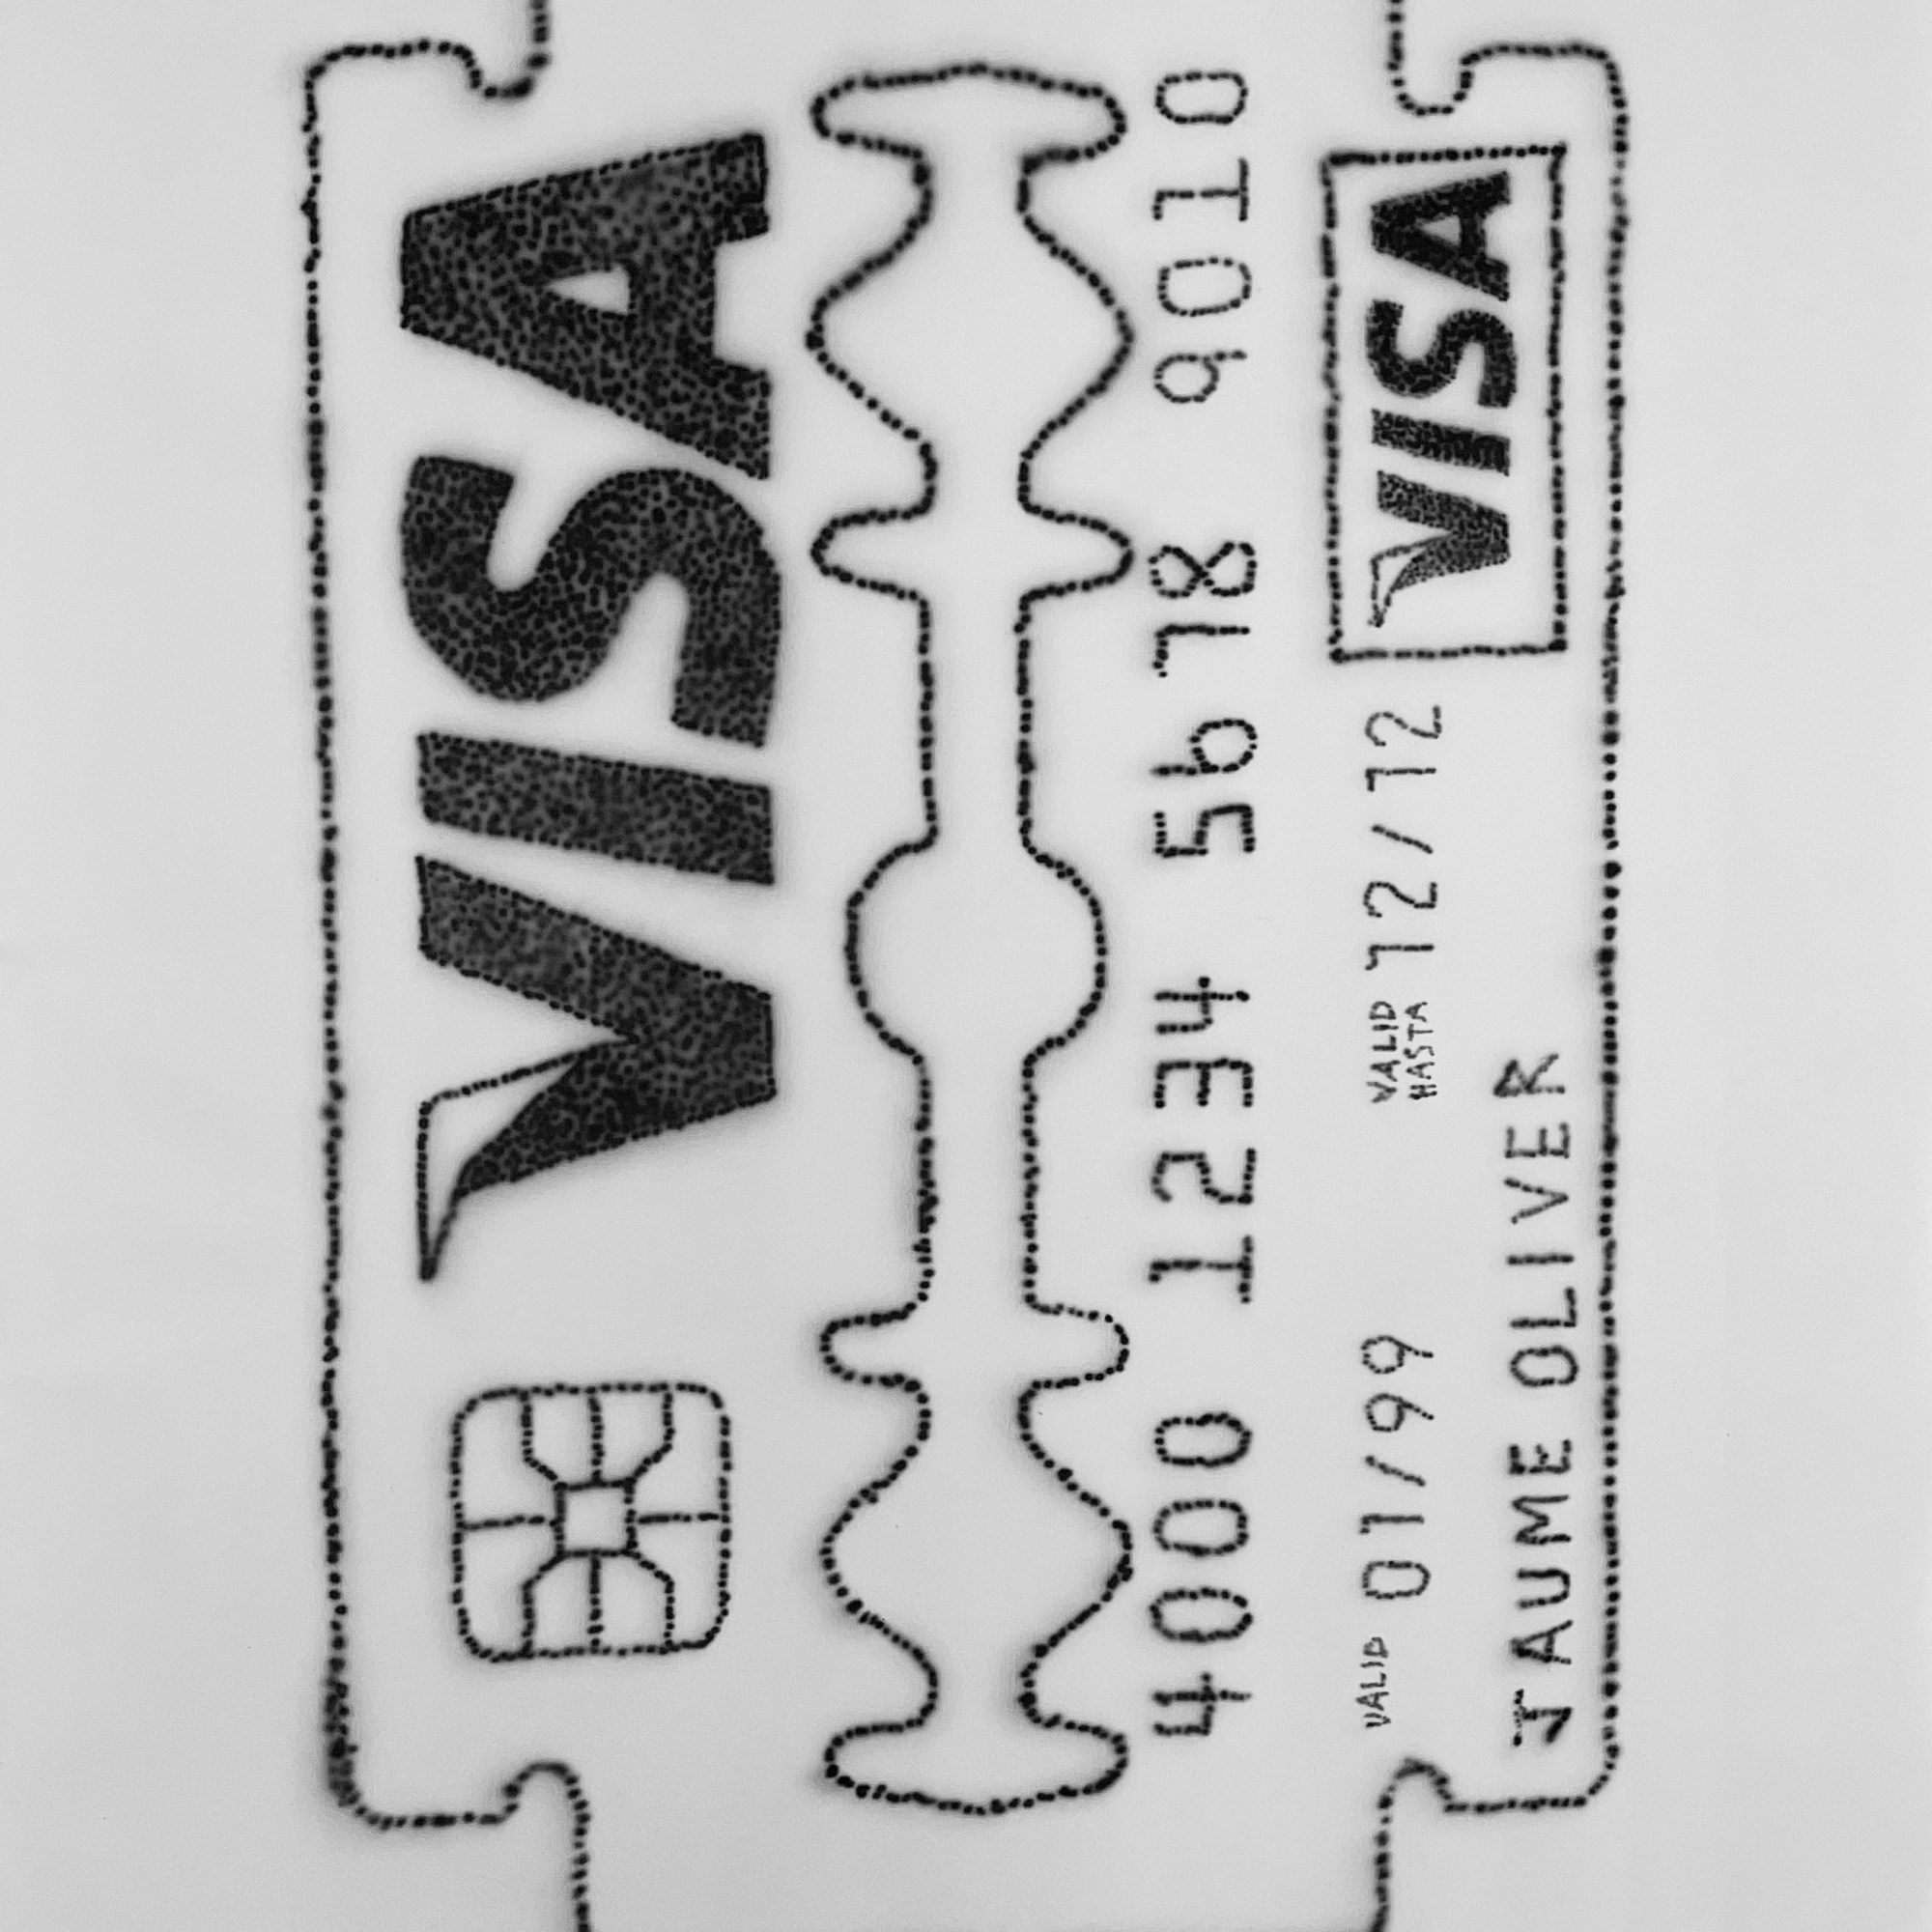 VISA
4000 1234 5678 9010
VISA
VALID 01/99 VALID HASTA 12/12
JAUME OLIVER